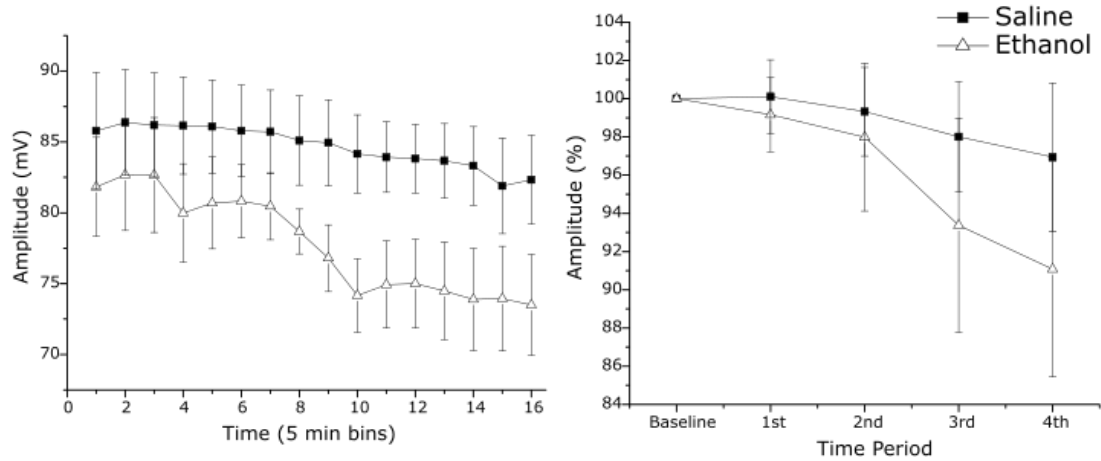 Saline
Ethanol
Amplitude (mV)
90
85
80
75
70
0 2 4 6 8 10 12 14 16
Time (5 min bins)
Amplitude (%)
104
102
100
98
96
91
90
88
86
84
Baseline 1st 2nd 3rd 4th
Time Period